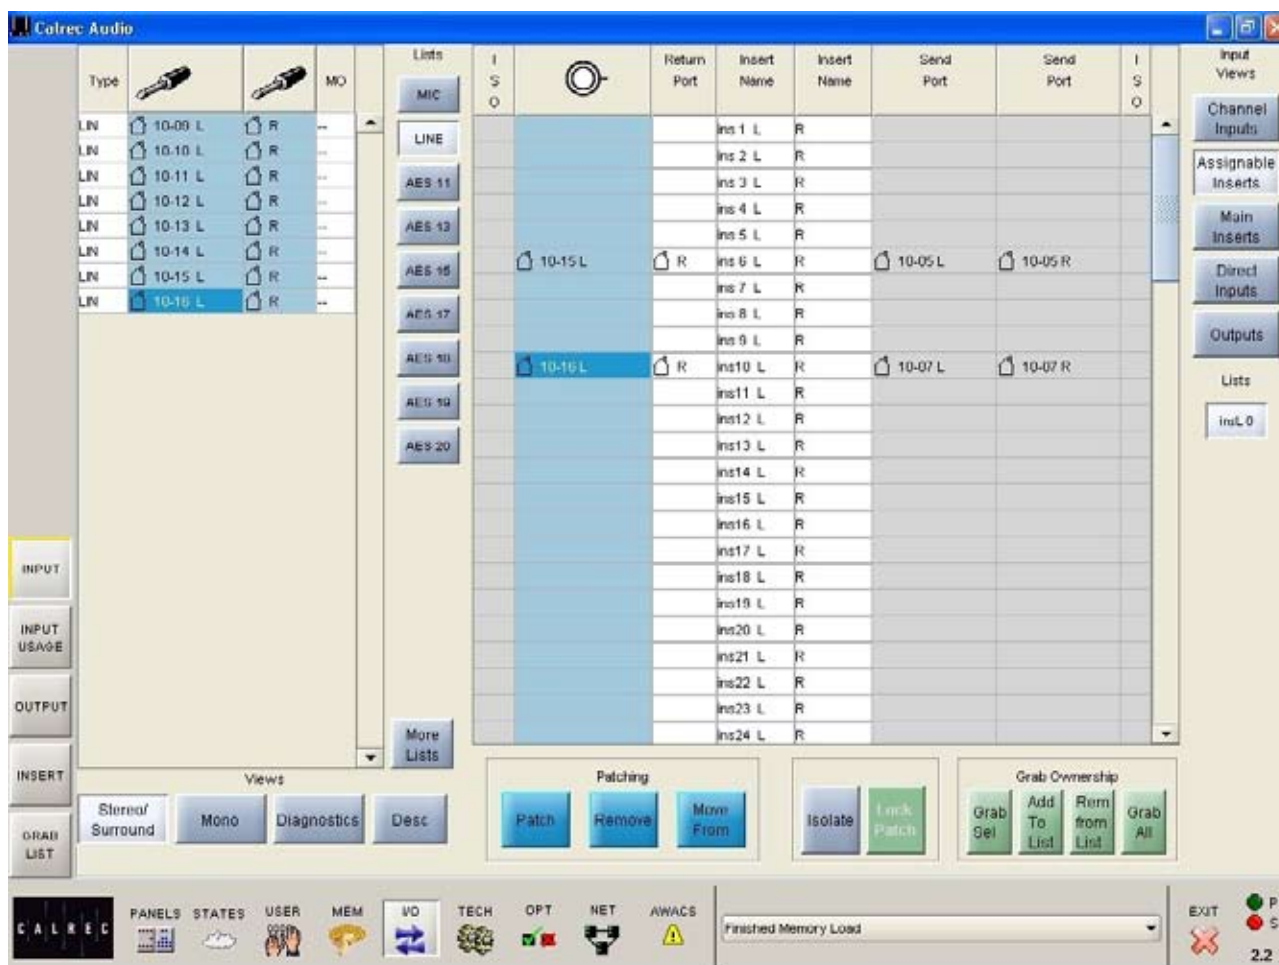 Calrec Audio
Type MO
LIN 10-09 L R --
LIN 10-10 L R --
LIN 10-11 L R --
LIN 10-12 L R --
LIN 10-13 L R --
LIN 10-14 L R --
LIN 10-15 L R --
LIN 10-16 L R --
Lists
MIC
LINE
AES 11
AES 13
AES 15
AES 17
AES 18
AES 19
AES 20
More Lists
I S O Return Port Insert Name Insert Name Send Port Send Port I S O
ins 1 L R
ins 2 L R
ins 3 L R
ins 4 L R
ins 5 L R
10-15 L R ins 6 L R 10-05 L 10-05 R
ins 7 L R
ins 8 L R
ins 9 L R
10-16 L R ins10 L R 10-07 L 10-07 R
ins11 L R
ins12 L R
ins13 L R
ins14 L R
ins15 L R
ins16 L R
ins17 L R
ins18 L R
ins19 L R
ins20 L R
ins21 L R
ins22 L R
ins23 L R
ins24 L R
Input Views
Channel Inputs
Assignable Inserts
Main Inserts
Direct Inputs
Outputs
Lists
insL 0
INPUT
INPUT USAGE
OUTPUT
INSERT
GRAB LIST
Views
Stereo/ Surround
Mono
Diagnostics
Desc
Patching
Patch
Remove
Move From
Isolate
Lock Patch
Grab Ownership
Grab Sel
Add To List
Rem from List
Grab All
CALREC
PANELS STATES USER MEM I/O TECH OPT NET AWACS
Finished Memory Load
EXIT
P
S
2.2